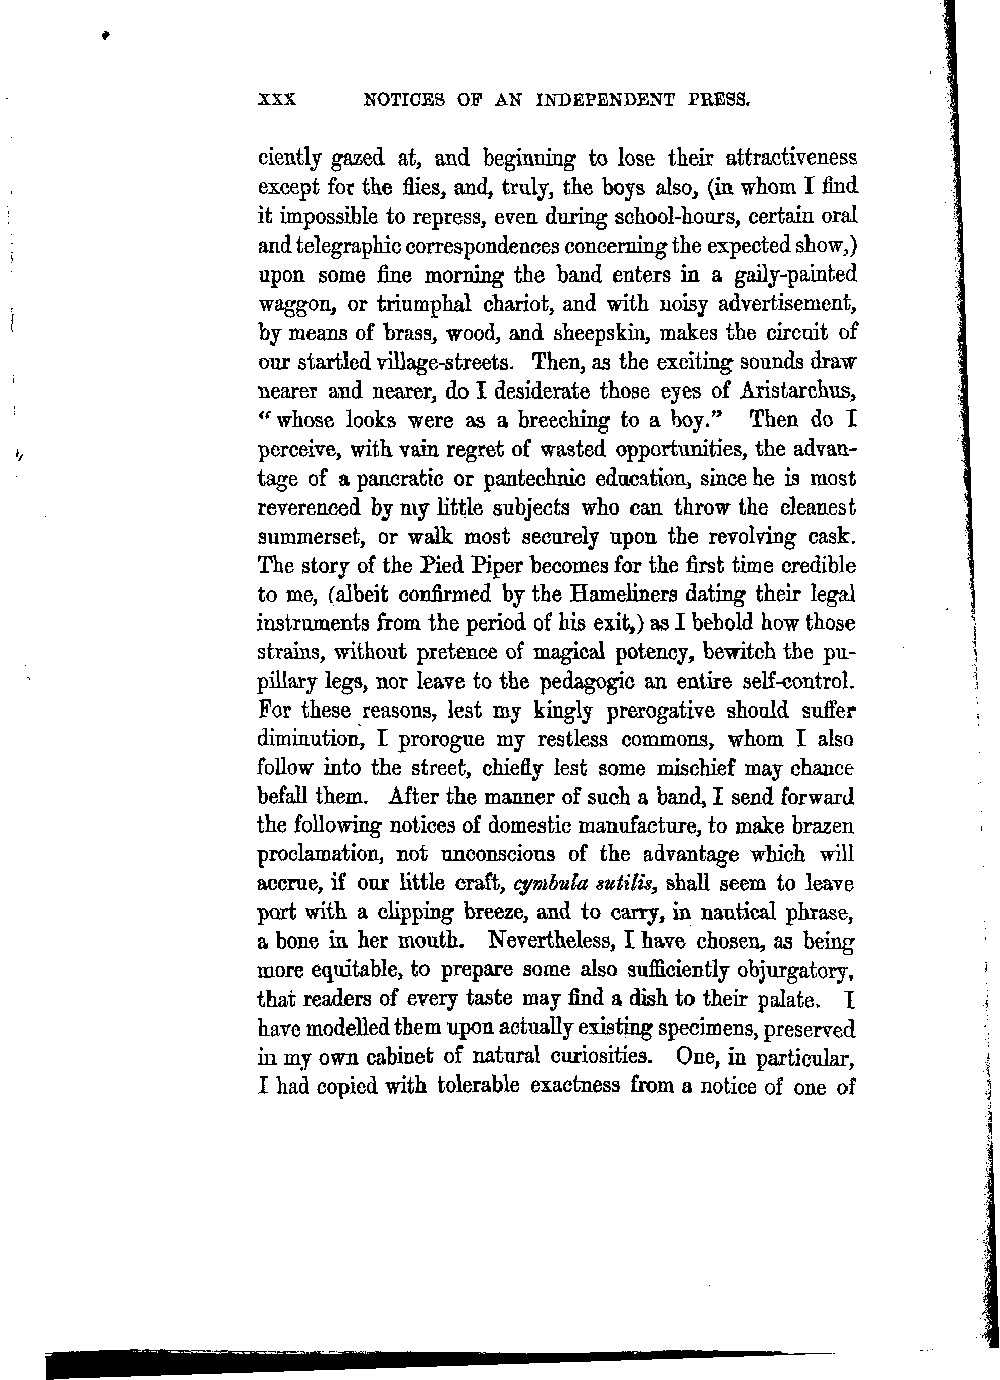 xxx NOTICES OF AN INDEPENDENT PRESS.
ciently gazed at, and beginning to lose their attractiveness
except for the flies, and, truly, the boys also, (in whom I find
it impossible to repress, even during school-hours, certain oral
and telegraphic correspondences concerning the expected show,)
upon some fine morning the band enters in a gaily-painted
waggon, or triumphal chariot, and with noisy advertisement,
by means of brass, wood, and sheepskin, makes the circuit of
our startled village-streets. Then, as the exciting sounds draw
nearer and nearer, do I desiderate those eyes of Aristarchus,
“whose looks were as a breeching to a boy.” Then do I
perceive, with vain regret of wasted opportunities, the advan-
tage of a pancratic or pantechnic education, since he is most
reverenced by my little subjects who can throw the cleanest
summerset, or walk most securely upon the revolving cask.
The story of the Pied Piper becomes for the first time credible
to me, (albeit confirmed by the Hameliners dating their legal
instruments from the period of his exit,) as I behold how those
strains, without pretence of magical potency, bewitch the pu-
pillary legs, nor leave to the pedagogic an entire self-control.
For these reasons, lest my kingly prerogative should suffer
diminution, I prorogue my restless commons, whom I also
follow into the street, chiefly lest some mischief may chance
befall them. After the manner of such a band, I send forward
the following notices of domestic manufacture, to make brazen
proclamation, not unconscious of the advantage which will
accrue, if our little craft, cymbula sutilis, shall seem to leave
port with a clipping breeze, and to carry, in nautical phrase,
a bone in her mouth. Nevertheless, I have chosen, as being
more equitable, to prepare some also sufficiently objurgatory,
that readers of every taste may find a dish to their palate. I
have modelled them upon actually existing specimens, preserved
in my own cabinet of natural curiosities. One, in particular,
I had copied with tolerable exactness from a notice of one of